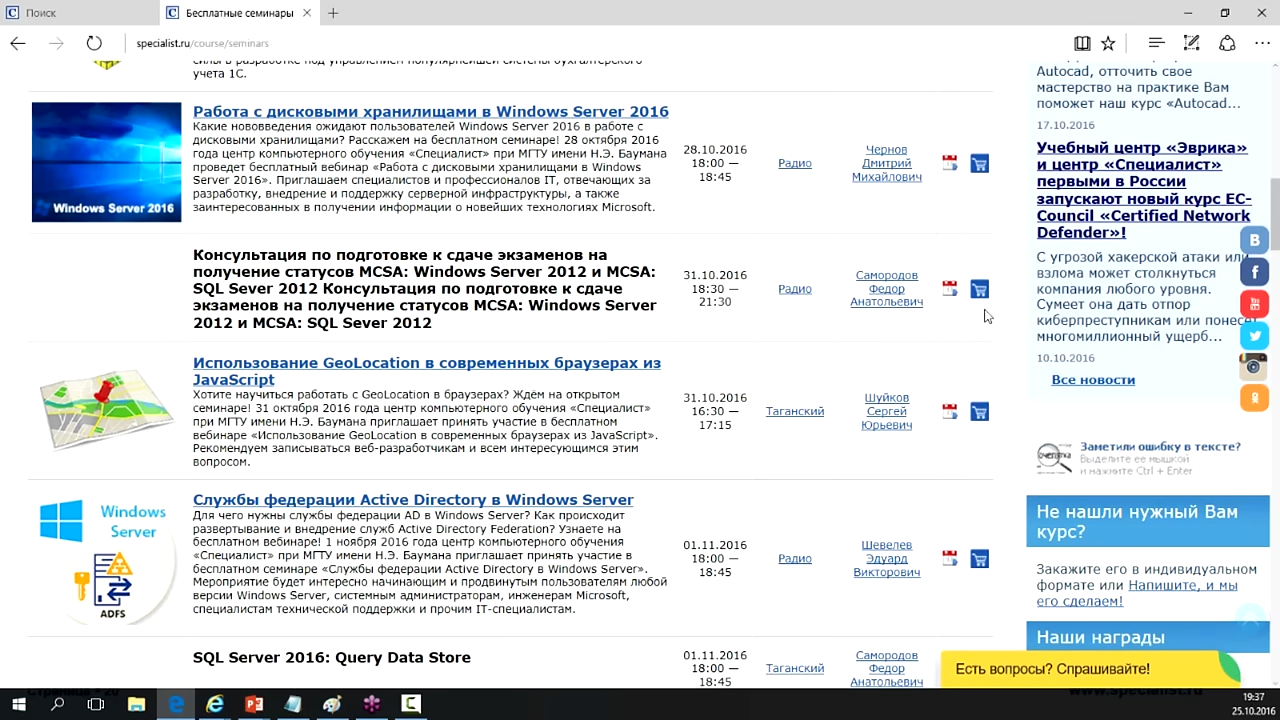 Поиск
Бесплатные семинары
specialist.ru/course/seminars
силы в разработке под управлением популярнейшей системы бухгалтерского
учета 1С.
Работа с дисковыми хранилищами в Windows Server 2016
Какие нововведения ожидают пользователей Windows Server 2016 в работе с
дисковыми хранилищами? Расскажем на бесплатном семинаре! 28 октября 2016
года центр компьютерного обучения «Специалист» при МГТУ имени Н.Э. Баумана
проведет бесплатный вебинар «Работа с дисковыми хранилищами в Windows
Server 2016». Приглашаем специалистов и профессионалов IT, отвечающих за
разработку, внедрение и поддержку серверной инфраструктуры, а также
заинтересованных в получении информации о новейших технологиях Microsoft.
Windows Server 2016
28.10.2016
18:00 —
18:45
Радио
Чернов
Дмитрий
Михайлович
Консультация по подготовке к сдаче экзаменов на
получение статусов MCSA: Windows Server 2012 и MCSA:
SQL Sever 2012 Консультация по подготовке к сдаче
экзаменов на получение статусов MCSA: Windows Server
2012 и MCSA: SQL Sever 2012
31.10.2016
18:30 —
21:30
Радио
Самородов
Федор
Анатольевич
Использование GeoLocation в современных браузерах из
JavaScript
Хотите научиться работать с GeoLocation в браузерах? Ждём на открытом
семинаре! 31 октября 2016 года центр компьютерного обучения «Специалист»
при МГТУ имени Н.Э. Баумана приглашает принять участие в бесплатном
вебинаре «Использование GeoLocation в современных браузерах из JavaScript».
Рекомендуем записываться веб-разработчикам и всем интересующимся этим
вопросом.
31.10.2016
16:30 —
17:15
Таганский
Шуйков
Сергей
Юрьевич
Windows
Server
ADFS
Службы федерации Active Directory в Windows Server
Для чего нужны службы федерации AD в Windows Server? Как происходит
развертывание и внедрение служб Active Directory Federation? Узнаете на
бесплатном вебинаре! 1 ноября 2016 года центр компьютерного обучения
«Специалист» при МГТУ имени Н.Э. Баумана приглашает принять участие в
бесплатном семинаре «Службы федерации Active Directory в Windows Server».
Мероприятие будет интересно начинающим и продвинутым пользователям любой
версии Windows Server, системным администраторам, инженерам Microsoft,
специалистам технической поддержки и прочим IT-специалистам.
01.11.2016
18:00 —
18:45
Радио
Шевелев
Эдуард
Викторович
SQL Server 2016: Query Data Store
01.11.2016
18:00 —
18:45
Таганский
Самородов
Федор
Анатольевич
Autocad, отточить свое
мастерство на практике Вам
поможет наш курс «Autocad...
17.10.2016
Учебный центр «Эврика»
и центр «Специалист»
первыми в России
запускают новый курс EC-
Council «Certified Network
Defender»!
С угрозой хакерской атаки или
взлома может столкнуться
компания любого уровня.
Сумеет она дать отпор
киберпреступникам или понесет
многомиллионный ущерб...
10.10.2016
Все новости
Заметили ошибку в тексте?
Выделите ее мышкой
и нажмите Ctrl + Enter
Не нашли нужный Вам
курс?
Закажите его в индивидуальном
формате или Напишите, и мы
его сделаем!
Наши награды
Есть вопросы? Спрашивайте!
www.specialist.ru
19:37
25.10.2016